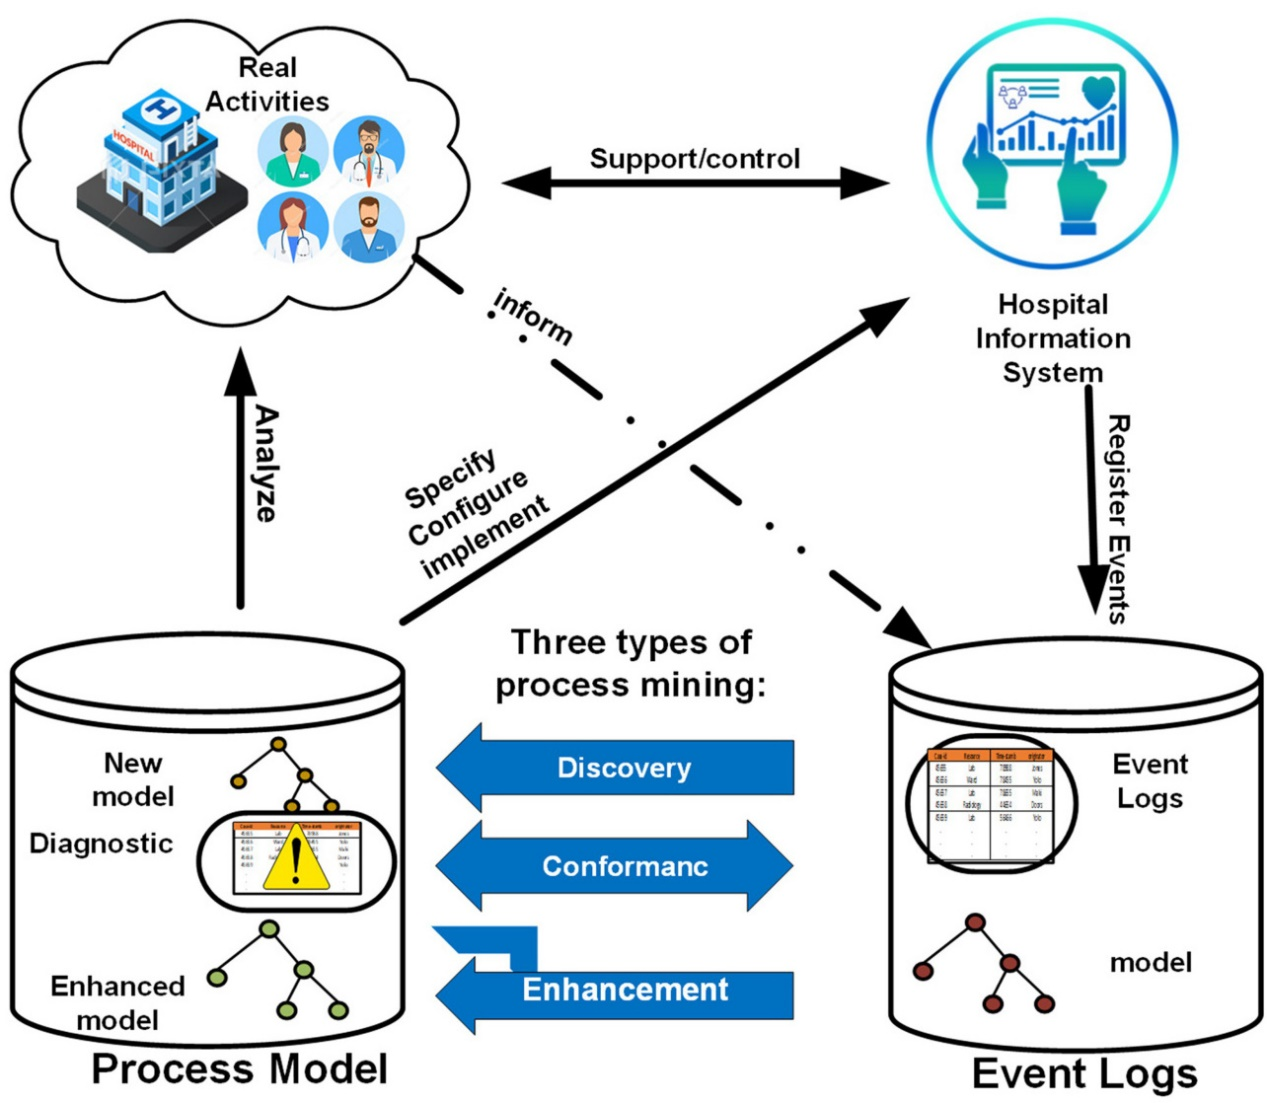 Real
Activities
HOSPITAL
H
Support/control
Hospital
Information
System
inform
Analyze
Specify
Configure
implement
Register Events
Three types of
process mining:
New
model
Diagnostic
Enhanced
model
Process Model
Discovery
Conformanc
Enhancement
Event
Logs
model
Event Logs